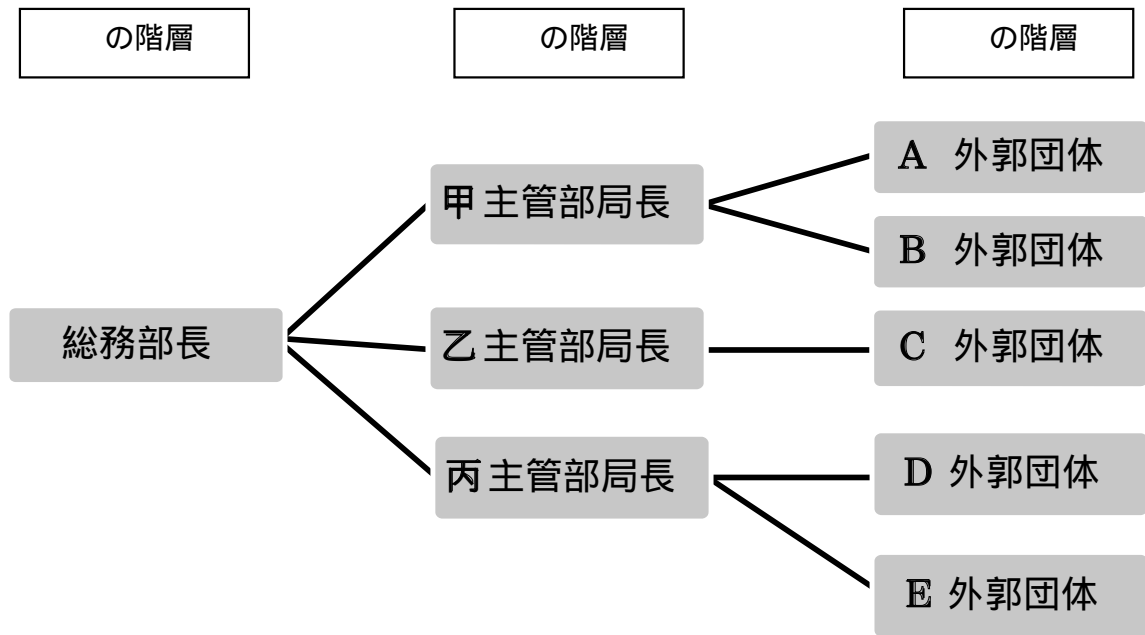 の階層
の階層
の階層
総務部長
甲主管部局長
乙主管部局長
丙主管部局長
A 外郭団体
B 外郭団体
C 外郭団体
D 外郭団体
E 外郭団体